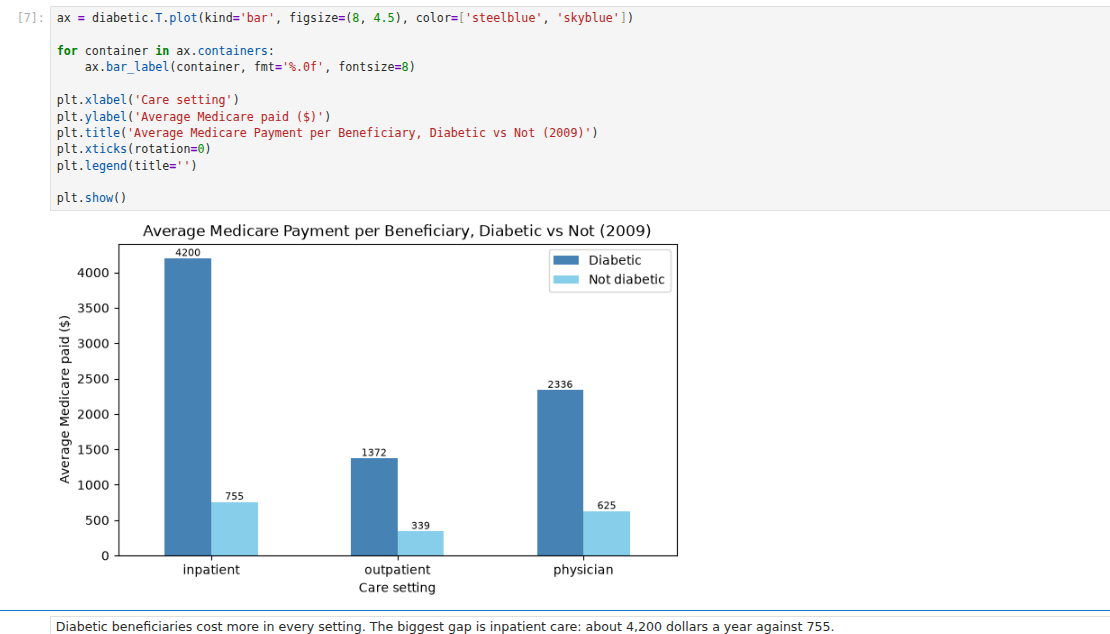 [7]: ax = diabetic.T.plot(kind='bar', figsize=(8, 4.5), color=['steelblue', 'skyblue'])
for container in ax.containers:
    ax.bar_label(container, fmt='%.0f', fontsize=8)
plt.xlabel('Care setting')
plt.ylabel('Average Medicare paid ($)')
plt.title('Average Medicare Payment per Beneficiary, Diabetic vs Not (2009)')
plt.xticks(rotation=0)
plt.legend(title='')
plt.show()
Average Medicare Payment per Beneficiary, Diabetic vs Not (2009)
Average Medicare paid ($)
4000
3500
3000
2500
2000
1500
1000
500
0
4200
755
1372
339
2336
625
Diabetic
Not diabetic
inpatient
outpatient
physician
Care setting
Diabetic beneficiaries cost more in every setting. The biggest gap is inpatient care: about 4,200 dollars a year against 755.